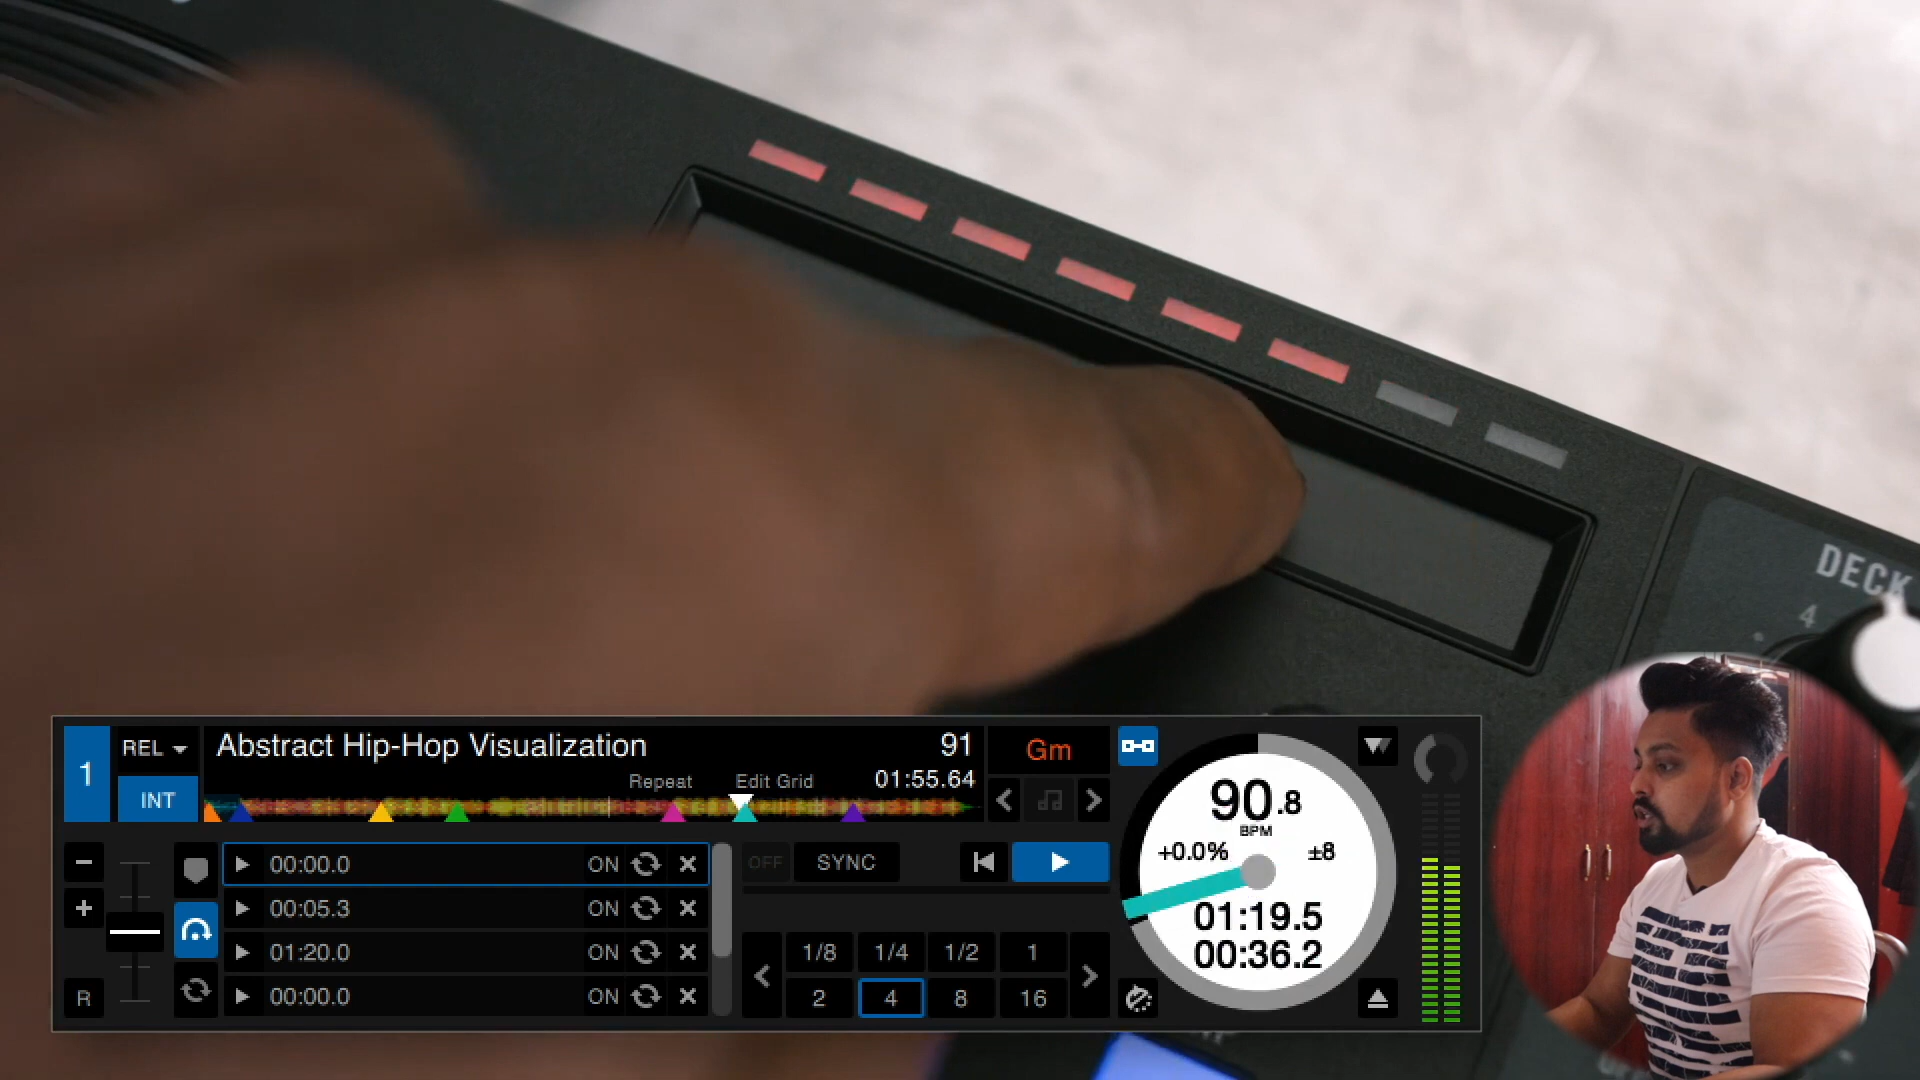 DECK
4
1
REL
INT
Abstract Hip-Hop Visualization
91
Repeat
Edit Grid
01:55.64
Gm
00:00.0 ON
00:05.3 ON
01:20.0 ON
00:00.0 ON
R
OFF
SYNC
1/8 1/4 1/2 1
2 4 8 16
90.8
BPM
+0.0% ±8
01:19.5
00:36.2